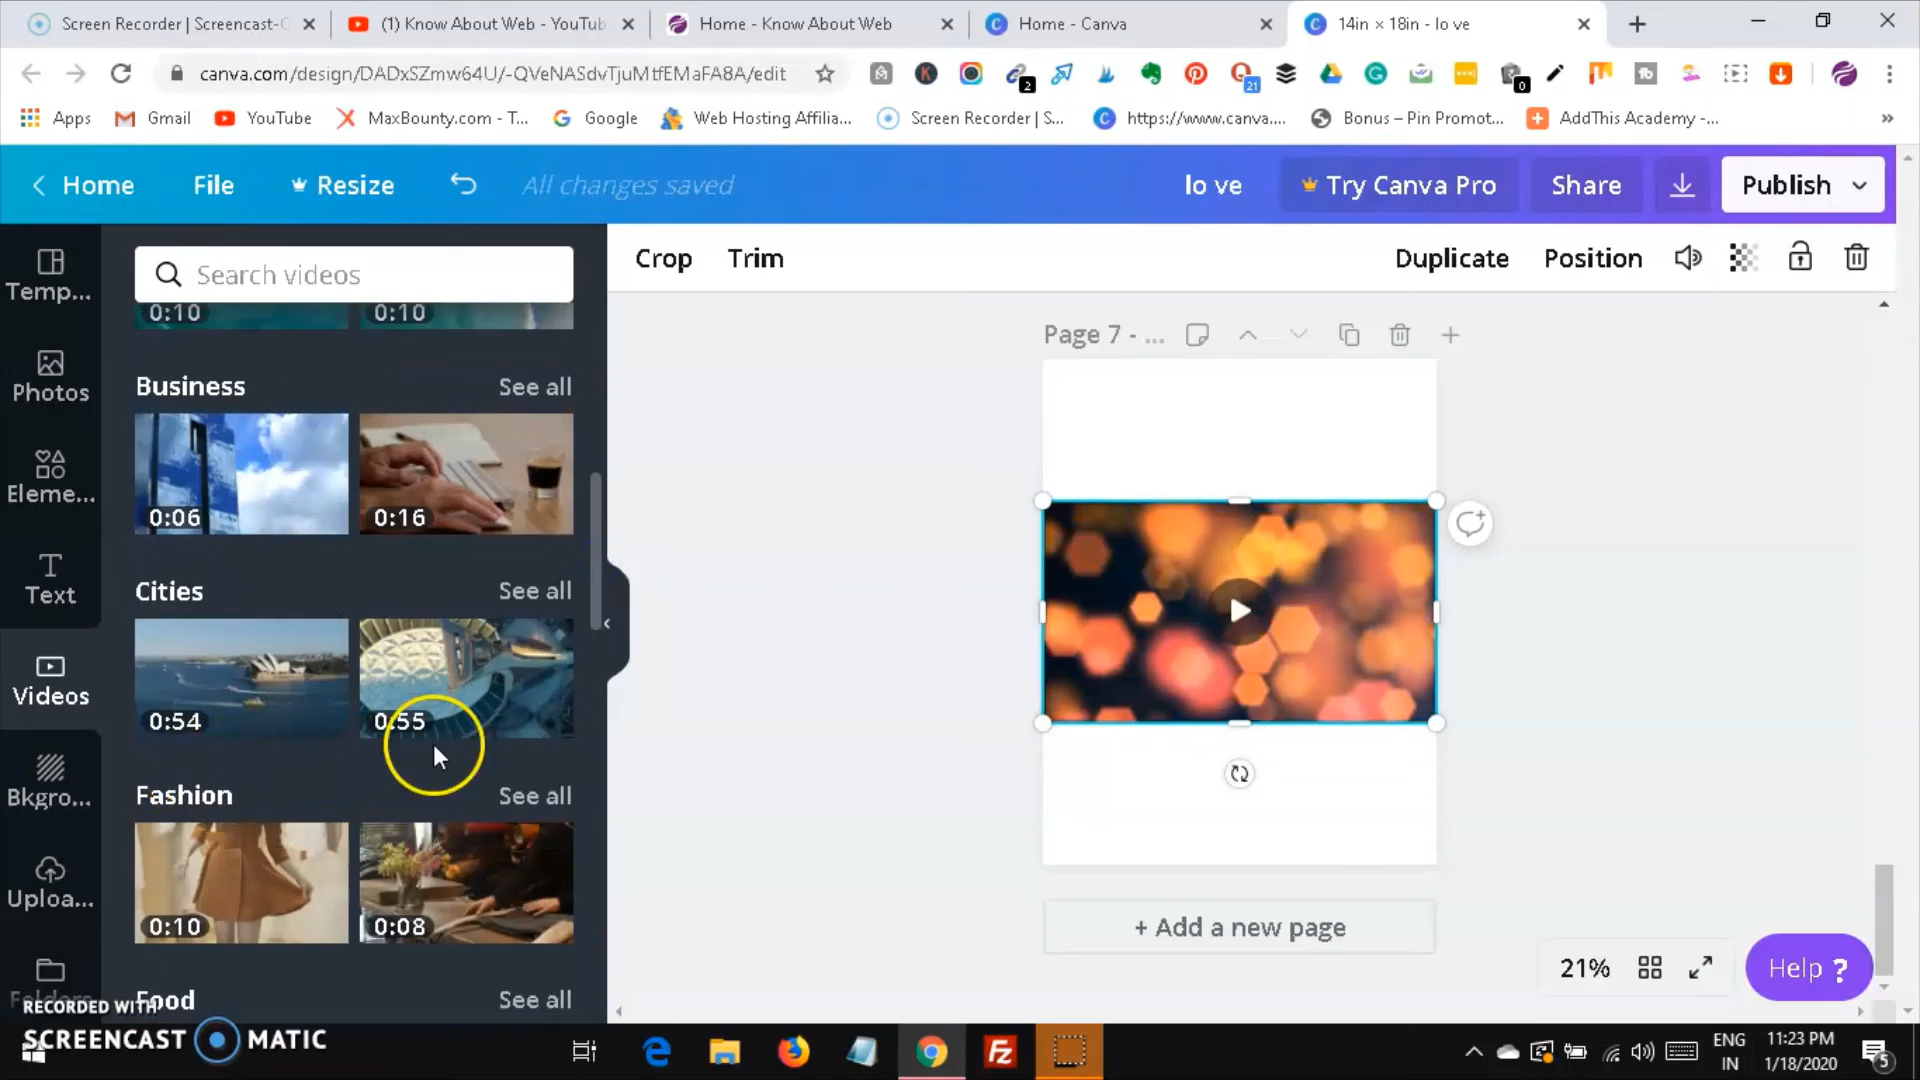 Screen Recorder | Screencast-O
(1) Know About Web - YouTub
Home - Know About Web
Home - Canva
14in × 18in - lo ve
canva.com/design/DADxSZmw64U/-QVeNASdvTjuMtfEMaFA8A/edit
2
21
0
Apps
Gmail
YouTube
MaxBounty.com - T...
Google
Web Hosting Affilia...
Screen Recorder | S...
https://www.canva....
Bonus – Pin Promot...
AddThis Academy -...
Home
File
Resize
All changes saved
lo ve
Try Canva Pro
Share
Publish
Temp...
Photos
Eleme...
Text
Videos
Bkgro...
Uploa...
Search videos
0:10
0:10
Business
See all
0:06
0:16
Cities
See all
0:54
0:55
Fashion
See all
0:10
0:08
Food
See all
Crop
Trim
Duplicate
Position
Page 7 - ...
+ Add a new page
21%
Help ?
RECORDED WITH
SCREENCAST MATIC
ENG
IN
11:23 PM
1/18/2020
5